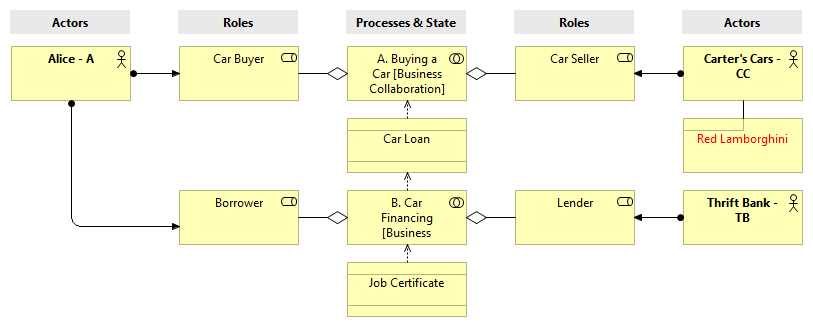 Actors
Roles
Processes & State
Roles
Actors
Alice - A
Car Buyer
A. Buying a
Car [Business
Collaboration]
Car Seller
Carter's Cars -
CC
Car Loan
Red Lamborghini
Borrower
B. Car
Financing
[Business
Lender
Thrift Bank -
TB
Job Certificate